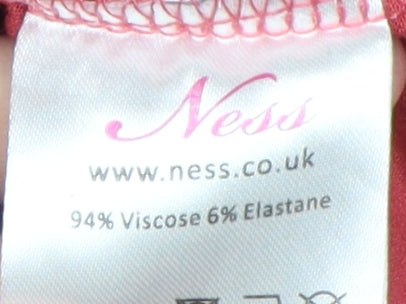 Ness
www.ness.co.uk
94% Viscose 6% Elastane